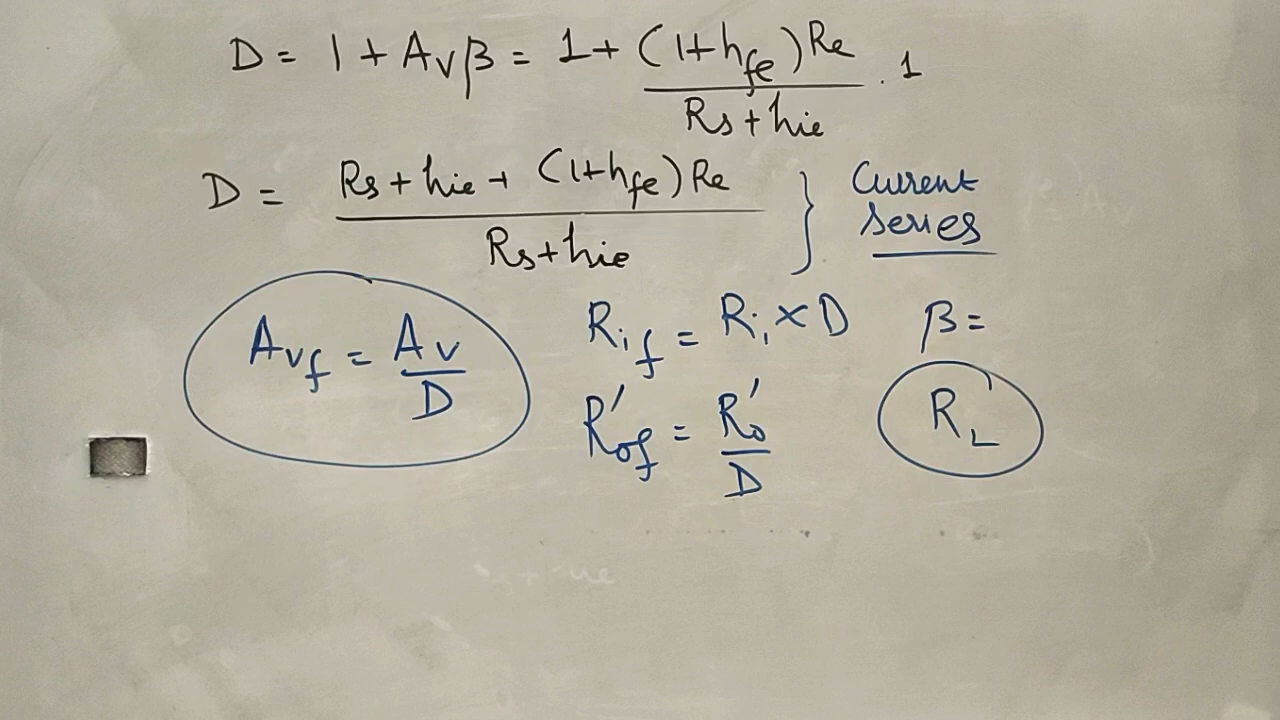 D = 1 + Avβ = 1 + (1+hfe)Re / Rs + hie . 1
D = Rs + hie + (1+hfe)Re / Rs + hie } Current series
Avf = Av / D
Rif = Ri × D
R'of = R'o / D
β =
RL